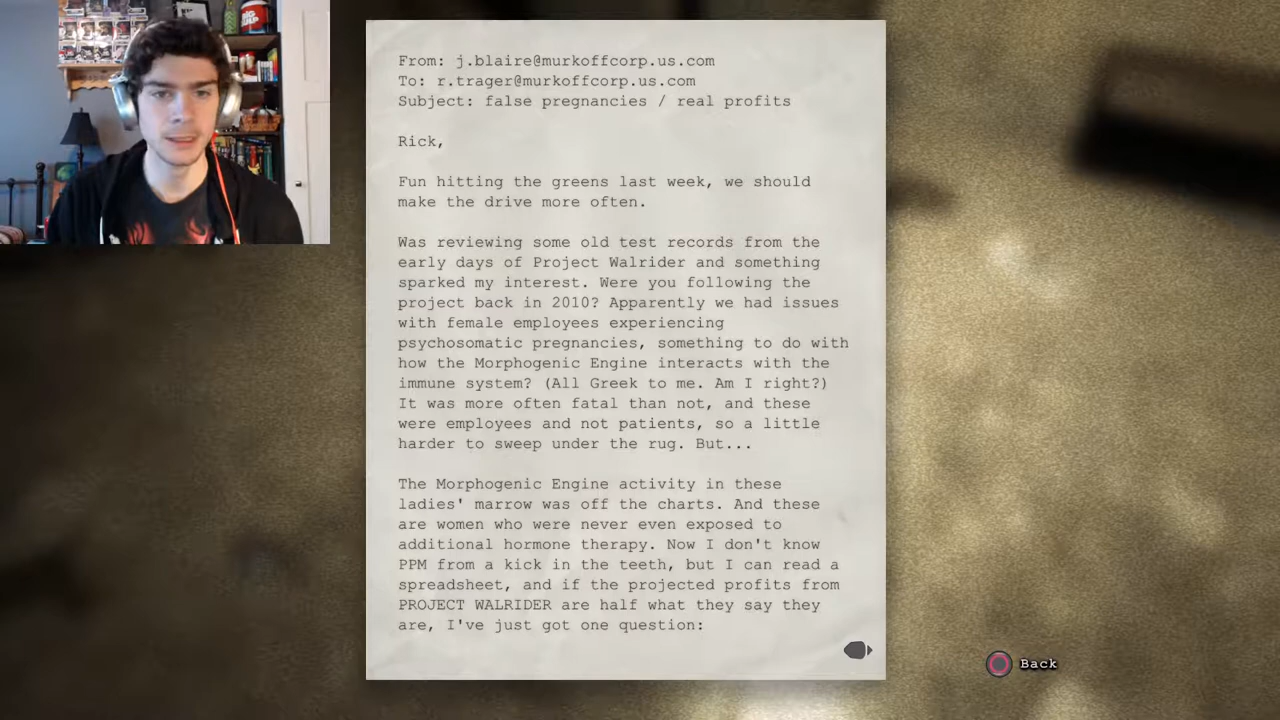 From: j.blaire@murkoffcorp.us.com
To: r.trager@murkoffcorp.us.com
Subject: false pregnancies / real profits
Rick,
Fun hitting the greens last week, we should
make the drive more often.
Was reviewing some old test records from the
early days of Project Walrider and something
sparked my interest. Were you following the
project back in 2010? Apparently we had issues
with female employees experiencing
psychosomatic pregnancies, something to do with
how the Morphogenic Engine interacts with the
immune system? (All Greek to me. Am I right?)
It was more often fatal than not, and these
were employees and not patients, so a little
harder to sweep under the rug. But...
The Morphogenic Engine activity in these
ladies' marrow was off the charts. And these
are women who were never even exposed to
additional hormone therapy. Now I don't know
PPM from a kick in the teeth, but I can read a
spreadsheet, and if the projected profits from
PROJECT WALRIDER are half what they say they
are, I've just got one question:
Back